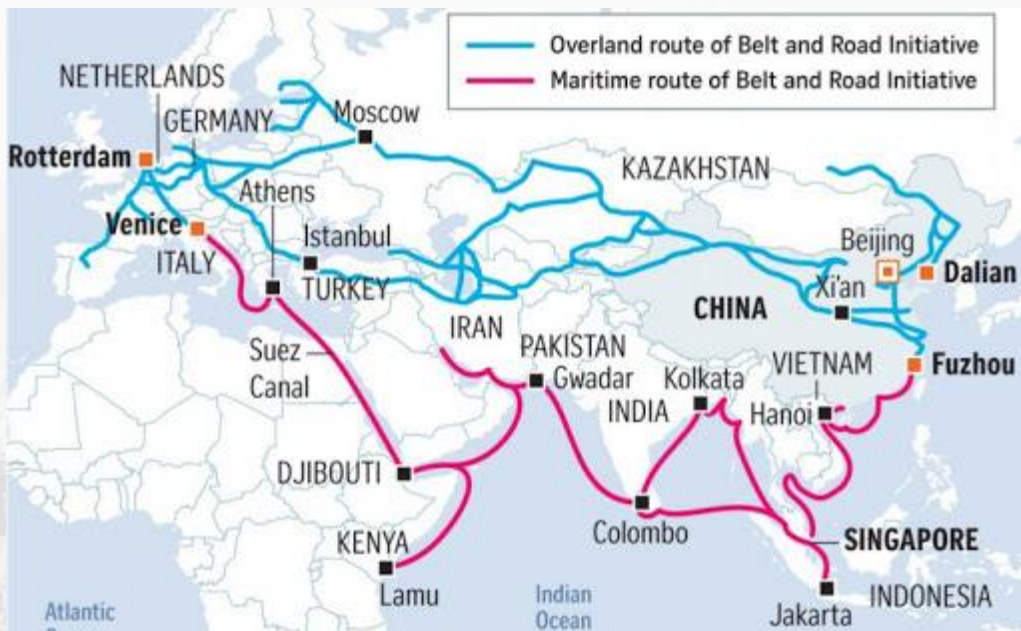 Overland route of Belt and Road Initiative
Maritime route of Belt and Road Initiative
NETHERLANDS
GERMANY
Moscow
Rotterdam
KAZAKHSTAN
Athens
Venice
Istanbul
Beijing
ITALY
TURKEY
Dalian
Xi'an
CHINA
IRAN
Suez
Canal
PAKISTAN
Gwadar
Kolkata
VIETNAM
Fuzhou
INDIA
Hanoi
DJIBOUTI
Colombo
SINGAPORE
KENYA
Lamu
INDONESIA
Jakarta
Atlantic
Indian
Ocean